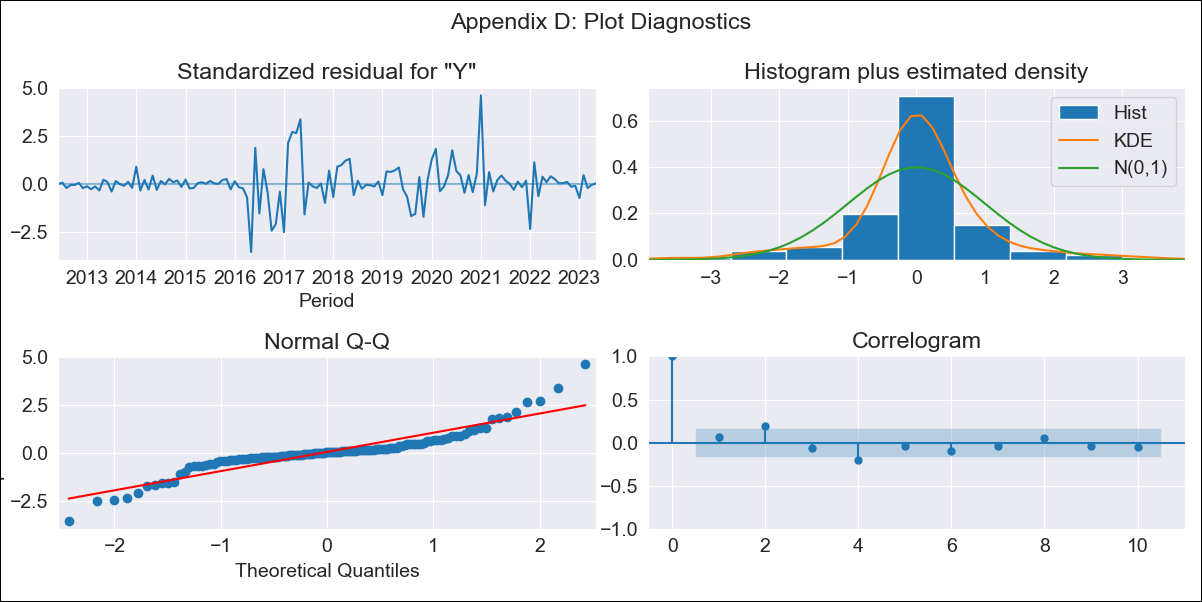 Appendix D: Plot Diagnostics
Standardized residual for "Y"
5.0
2.5
0.0
−2.5
2013 2014 2015 2016 2017 2018 2019 2020 2021 2022 2023
Period
Histogram plus estimated density
Hist
KDE
N(0,1)
0.6
0.4
0.2
0.0
−3 −2 −1 0 1 2 3
Normal Q-Q
5.0
2.5
0.0
−2.5
−2 −1 0 1 2
Theoretical Quantiles
Correlogram
1.0
0.5
0.0
−0.5
−1.0
0 2 4 6 8 10